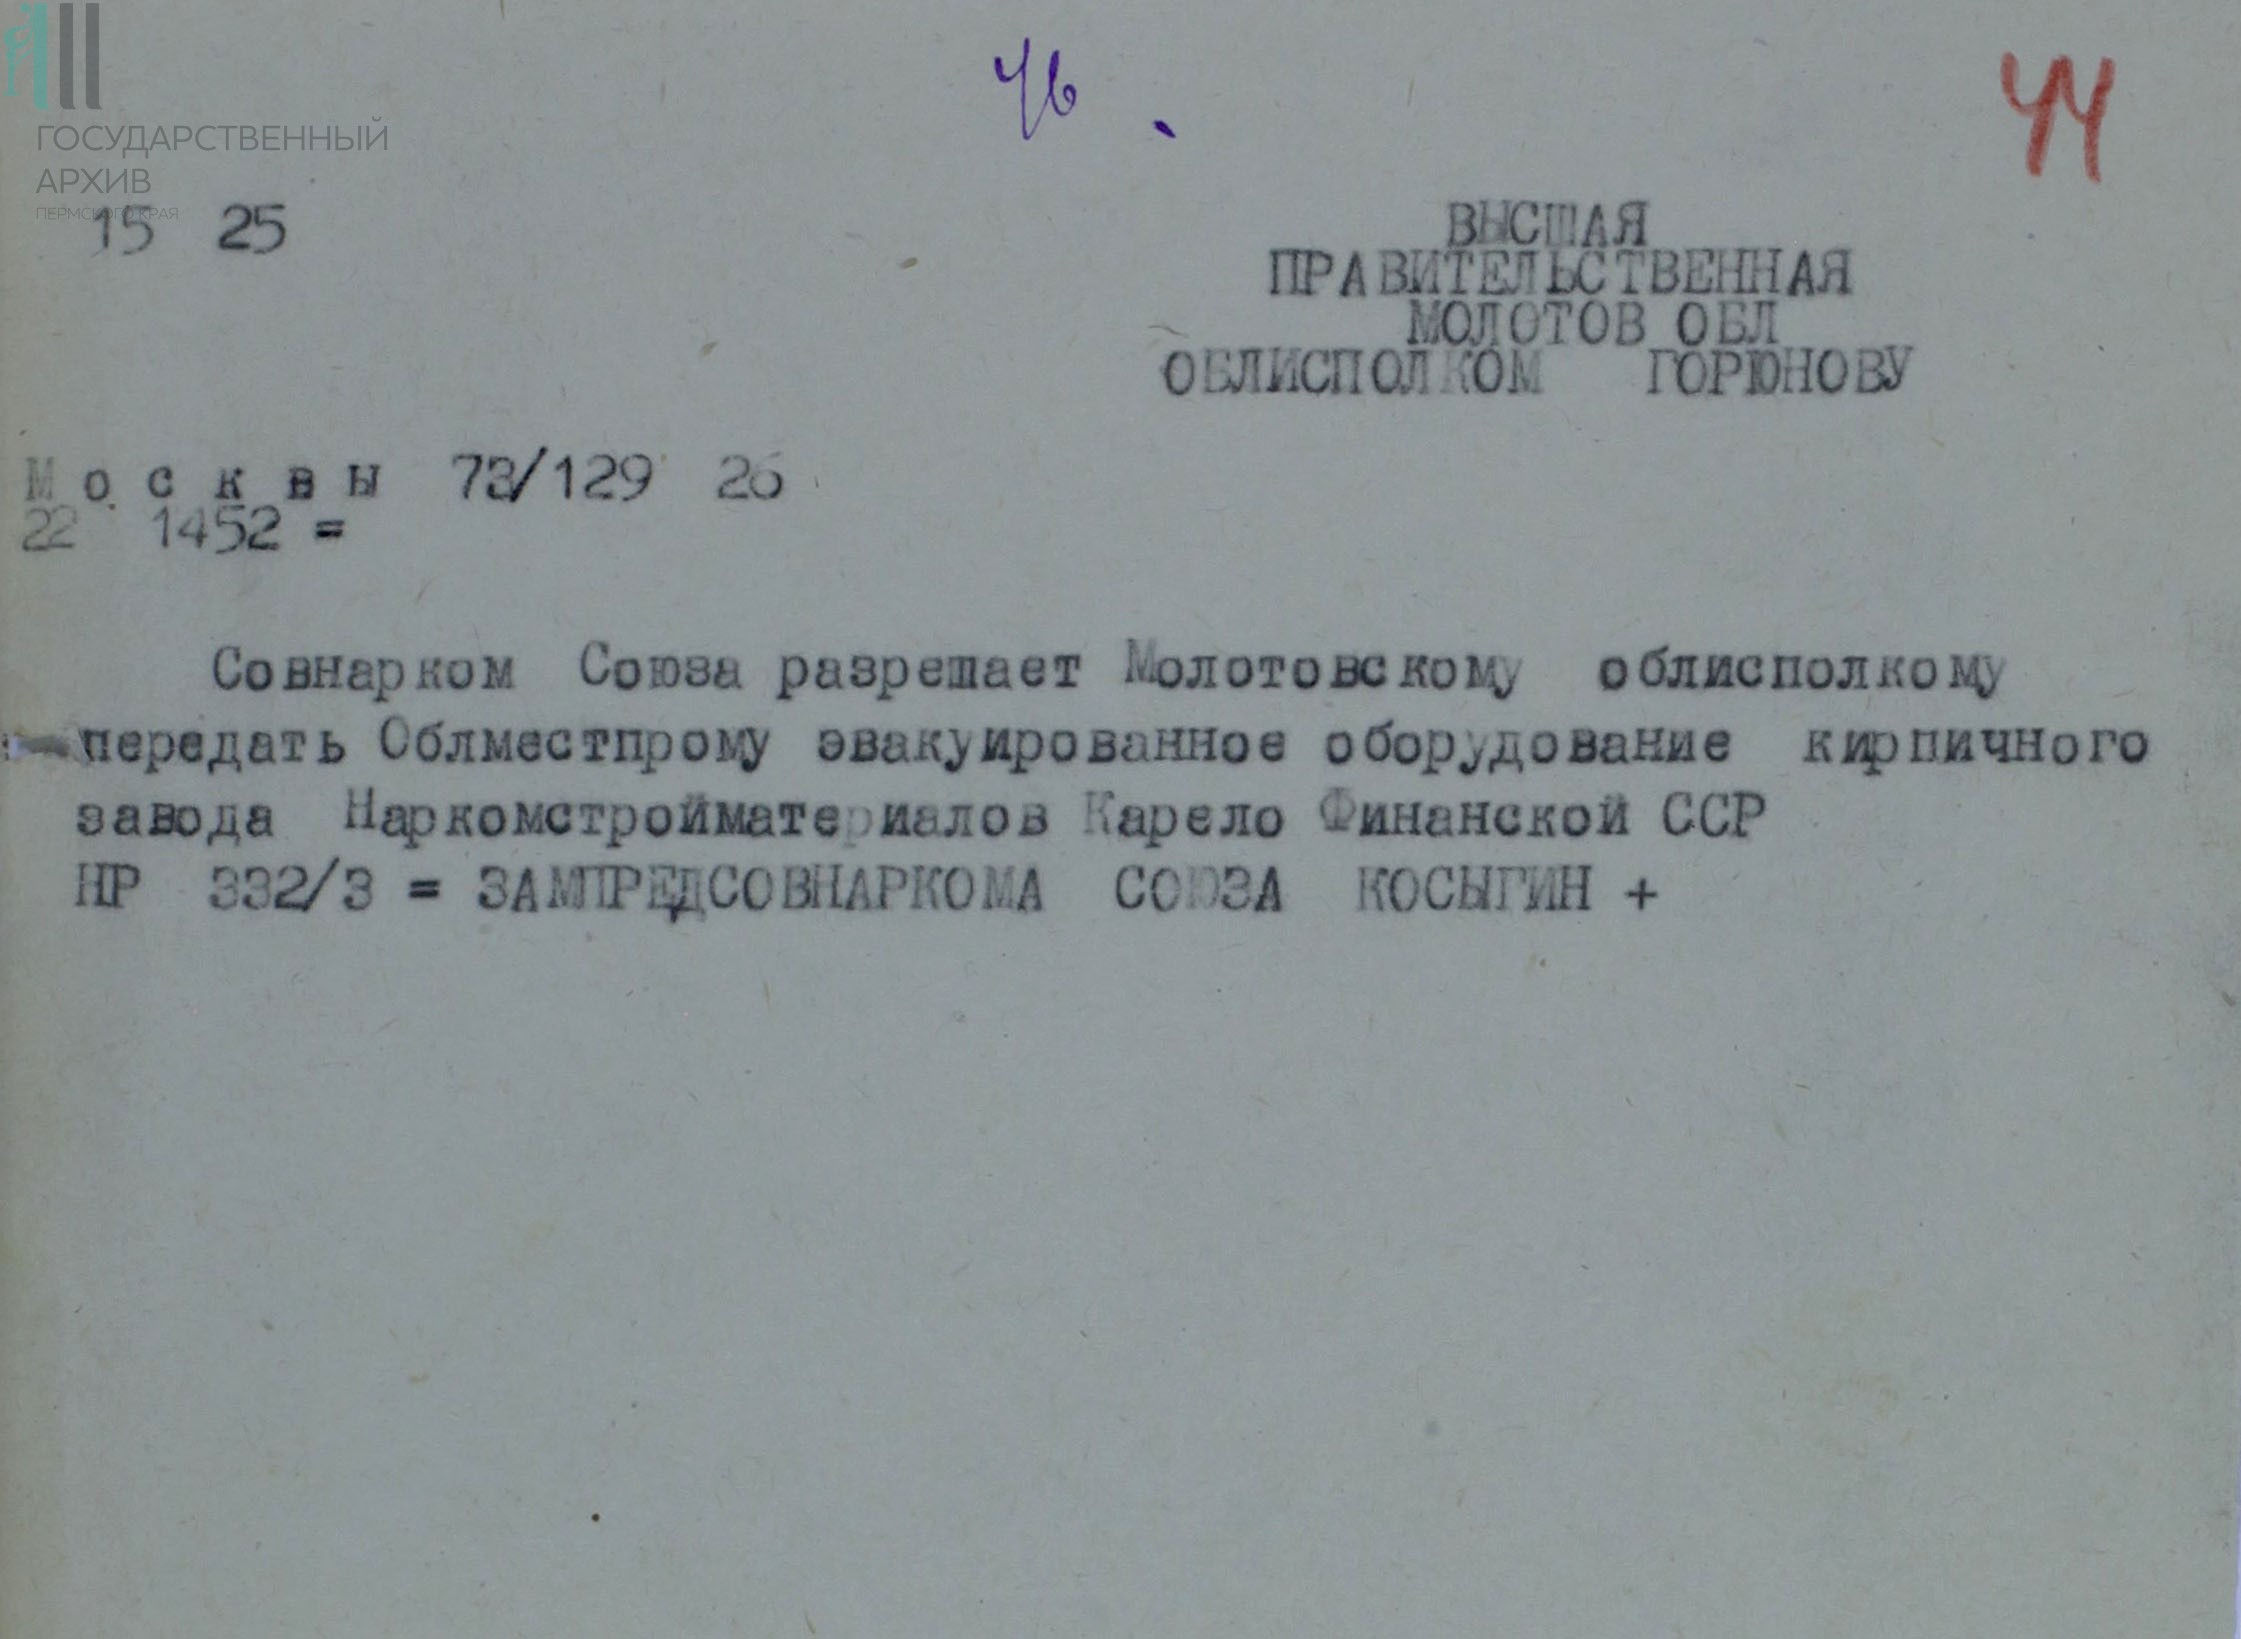 46
44
ГОСУДАРСТВЕННЫЙ
АРХИВ
ПЕРМСКОГО КРАЯ
15 25
ВЫСШАЯ
ПРАВИТЕЛЬСТВЕННАЯ
МОЛОТОВ ОБЛ
ОБЛИСПОЛКОМ ГОРЮНОВУ
Москвы 73/129 26
22 1452 =
Совнарком Союза разрешает Молотовскому облисполкому
передать Облместпрому эвакуированное оборудование кирпичного
завода Наркомстройматериалов Карело Финанской ССР
НР 332/3 = ЗАМПРЕДСОВНАРКОМА СОЮЗА КОСЫГИН +